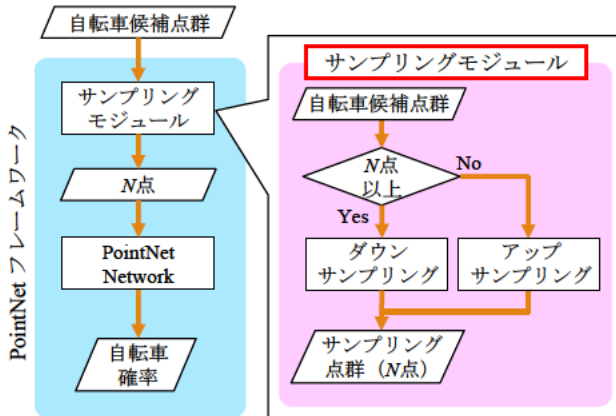 自転車候補点群
サンプリング
モジュール
N点
PointNet
Network
自転車
確率
PointNet フレームワーク
サンプリングモジュール
自転車候補点群
N点
以上
No
Yes
ダウン
サンプリング
アップ
サンプリング
サンプリング
点群（N点）